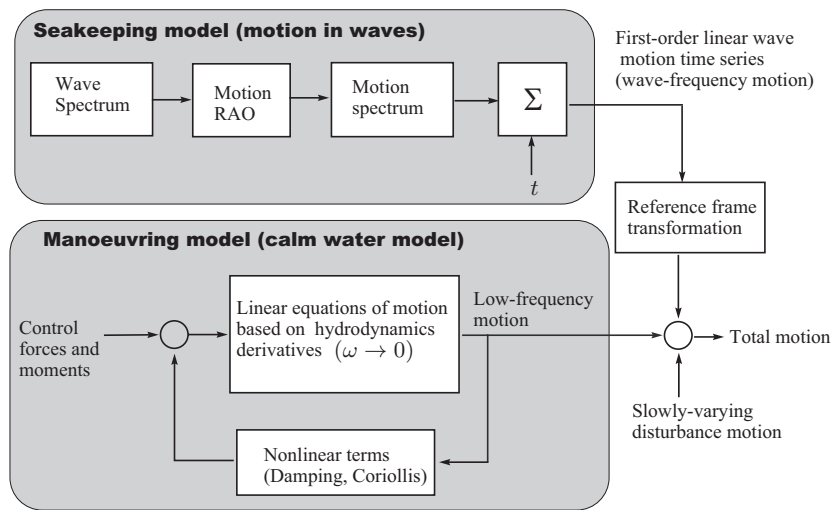 Seakeeping model (motion in waves)
Wave
Spectrum
Motion
RAO
Motion
spectrum
Σ
t
First-order linear wave
motion time series
(wave-frequency motion)
Reference frame
transformation
Manoeuvring model (calm water model)
Control
forces and
moments
Linear equations of motion
based on hydrodynamics
derivatives (ω → 0)
Low-frequency
motion
Nonlinear terms
(Damping, Coriollis)
Total motion
Slowly-varying
disturbance motion